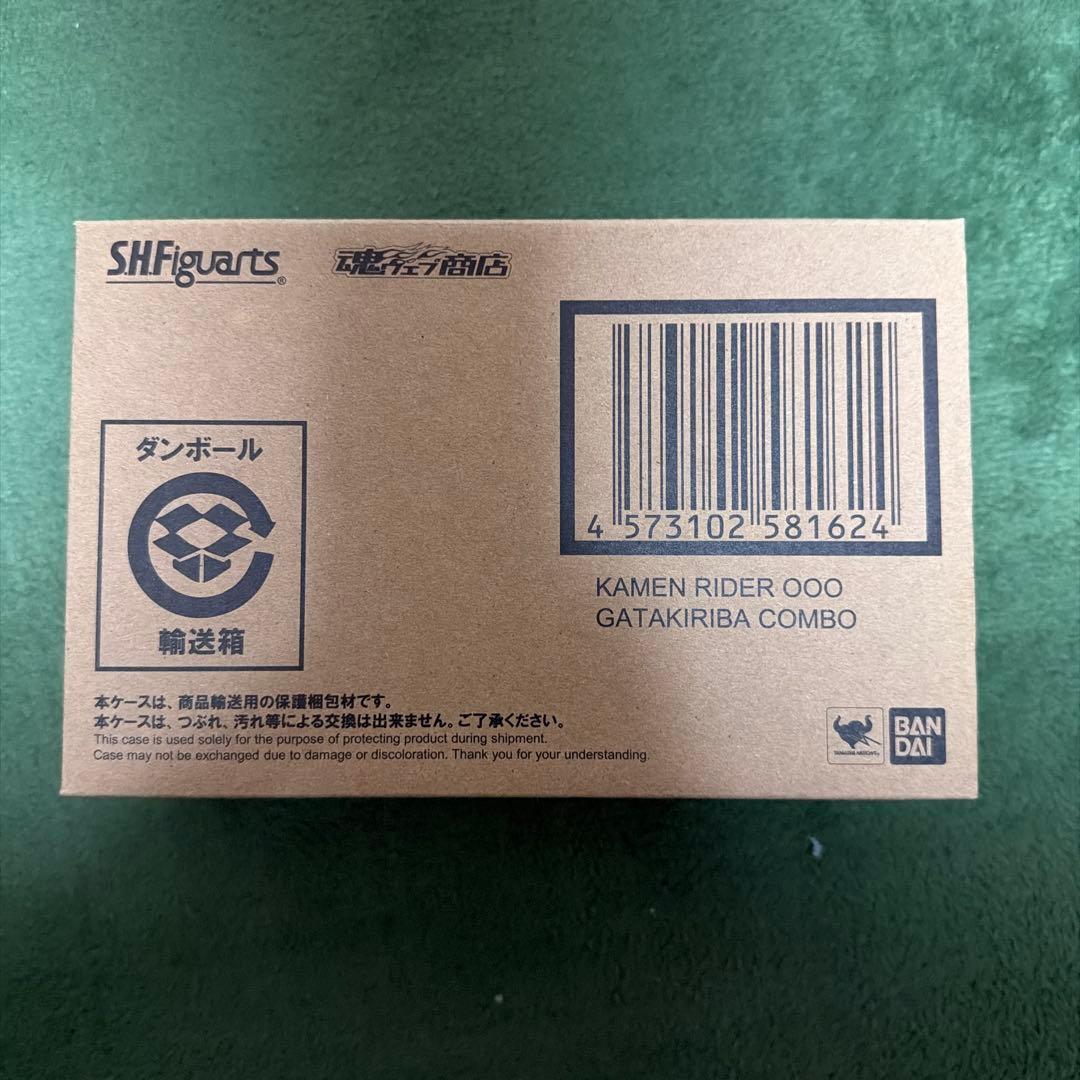 S.H.Figuarts®
魂ウェブ商店
4 573102 581624
KAMEN RIDER OOO
GATAKIRIBA COMBO
ダンボール
輸送箱
本ケースは、商品輸送用の保護梱包材です。
本ケースは、つぶれ、汚れ等による交換は出来ません。ご了承ください。
This case is used solely for the purpose of protecting product during shipment.
Case may not be exchanged due to damage or discoloration. Thank you for your understanding.
TAMASHII NATIONS
BAN
DAI